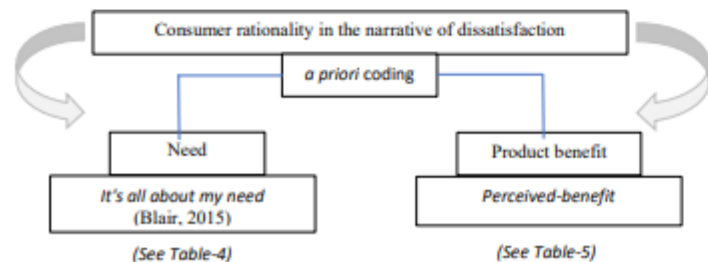 Consumer rationality in the narrative of dissatisfaction
a priori coding
Need
Product benefit
It's all about my need
(Blair, 2015)
Perceived-benefit
(See Table-4)
(See Table-5)